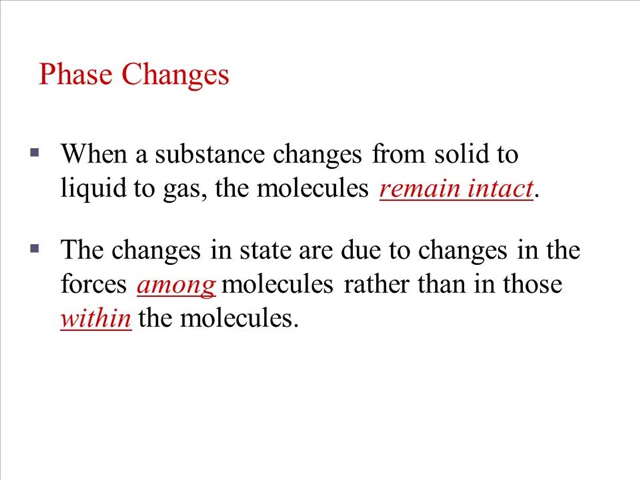 Phase Changes
▪ When a substance changes from solid to
liquid to gas, the molecules remain intact.
▪ The changes in state are due to changes in the
forces among molecules rather than in those
within the molecules.